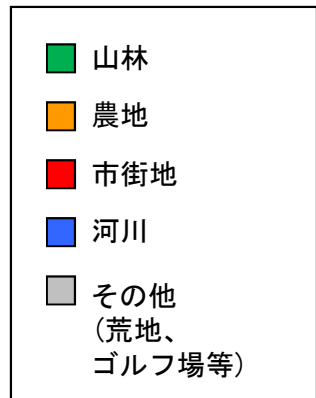 山林
農地
市街地
河川
その他
(荒地、
ゴルフ場等)